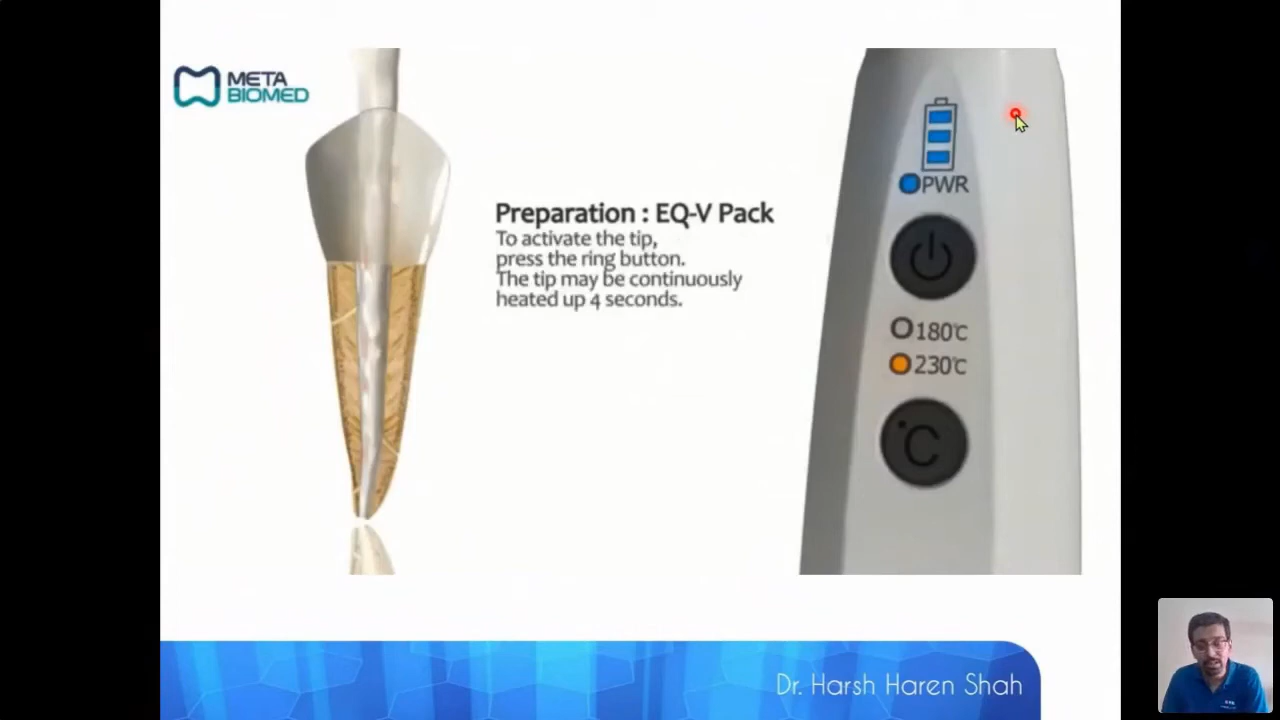 META
BIOMED
Preparation : EQ-V Pack
To activate the tip,
press the ring button.
The tip may be continuously
heated up 4 seconds.
PWR
180℃
230℃
℃
Dr. Harsh Haren Shah